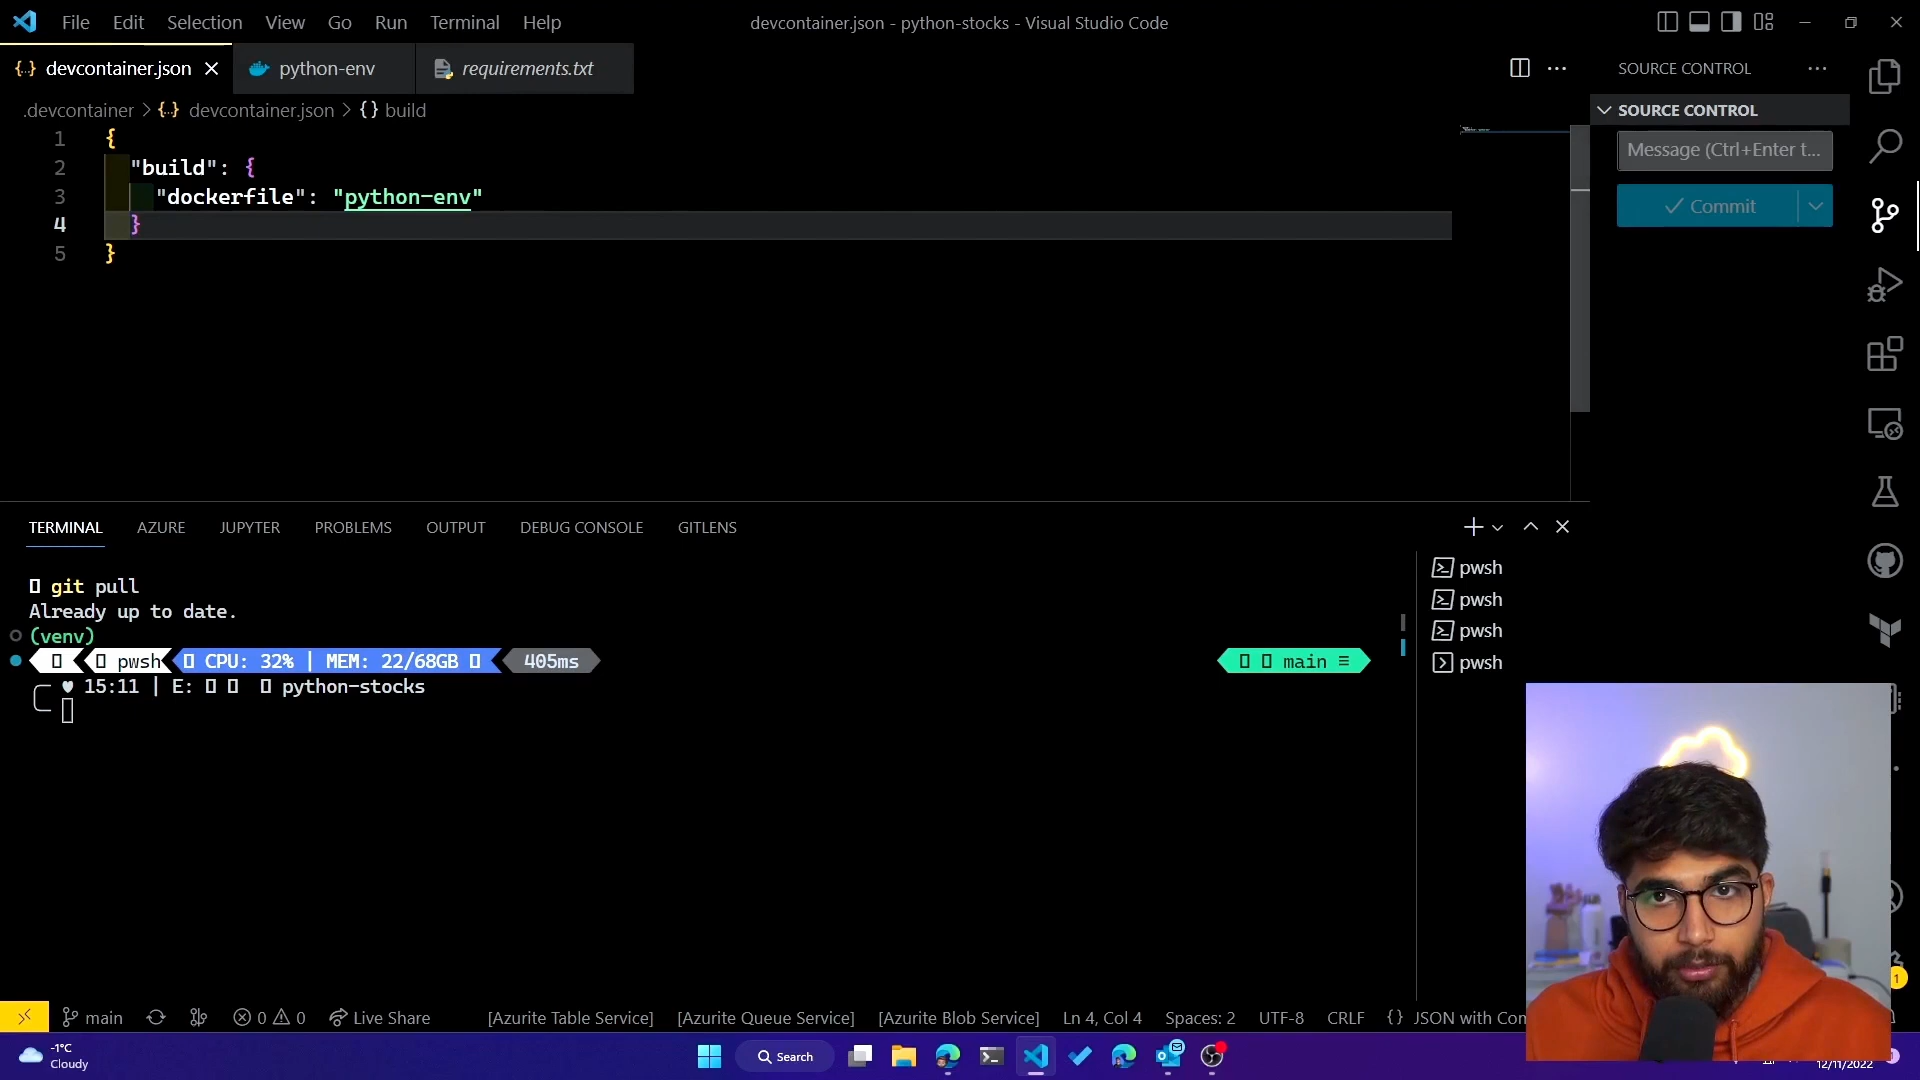 File Edit Selection View Go Run Terminal Help
devcontainer.json - python-stocks - Visual Studio Code
devcontainer.json
python-env
requirements.txt
SOURCE CONTROL
.devcontainer > {..} devcontainer.json > {} build
SOURCE CONTROL
Message (Ctrl+Enter t...
Commit
1 {
2 "build": {
3 "dockerfile": "python-env"
4 }
5 }
TERMINAL AZURE JUPYTER PROBLEMS OUTPUT DEBUG CONSOLE GITLENS
git pull
Already up to date.
(venv)
pwsh CPU: 32% | MEM: 22/68GB 405ms
main ≡
♥ 15:11 | E: python-stocks
pwsh
pwsh
pwsh
pwsh
1
main 0 0 Live Share [Azurite Table Service] [Azurite Queue Service] [Azurite Blob Service] Ln 4, Col 4 Spaces: 2 UTF-8 CRLF {} JSON with Com
-1°C
Cloudy
Search
12/11/2022